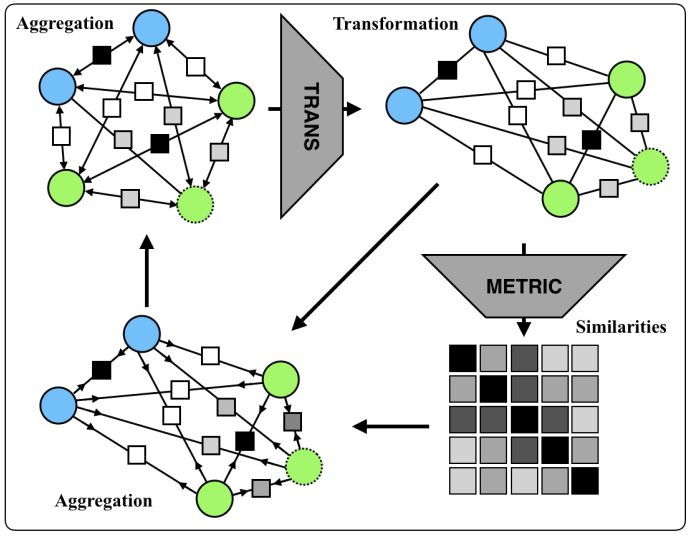 Aggregation
Transformation
TRANS
METRIC
Similarities
Aggregation